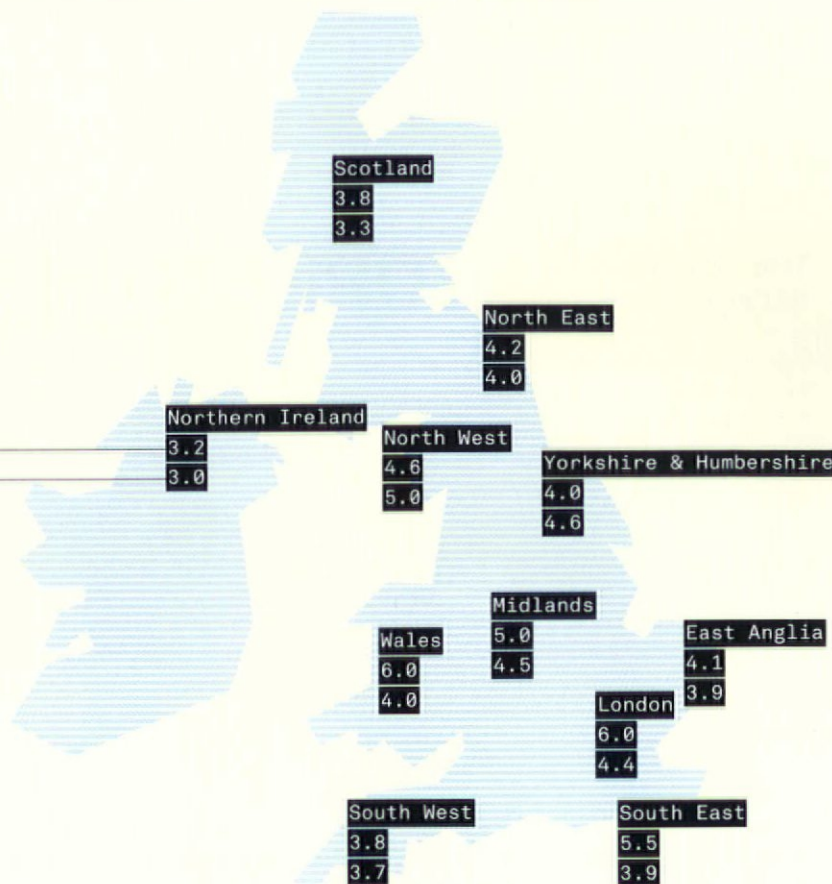 Scotland
3.8
3.3
North East
4.2
4.0
Northern Ireland
3.2
3.0
North West
4.6
5.0
Yorkshire & Humbershire
4.0
4.6
Midlands
5.0
4.5
East Anglia
4.1
3.9
Wales
6.0
4.0
London
6.0
4.4
South West
3.8
3.7
South East
5.5
3.9